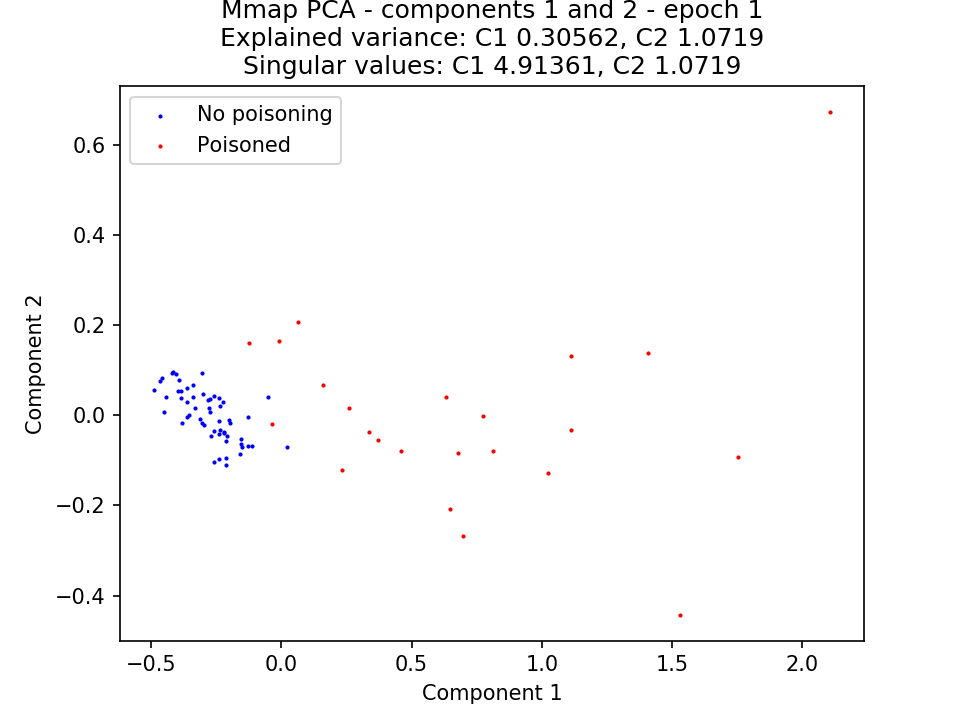 Mmap PCA - components 1 and 2 - epoch 1
Explained variance: C1 0.30562, C2 1.0719
Singular values: C1 4.91361, C2 1.0719
No poisoning
Poisoned
0.6
0.4
0.2
0.0
−0.2
−0.4
Component 2
−0.5
0.0
0.5
1.0
1.5
2.0
Component 1